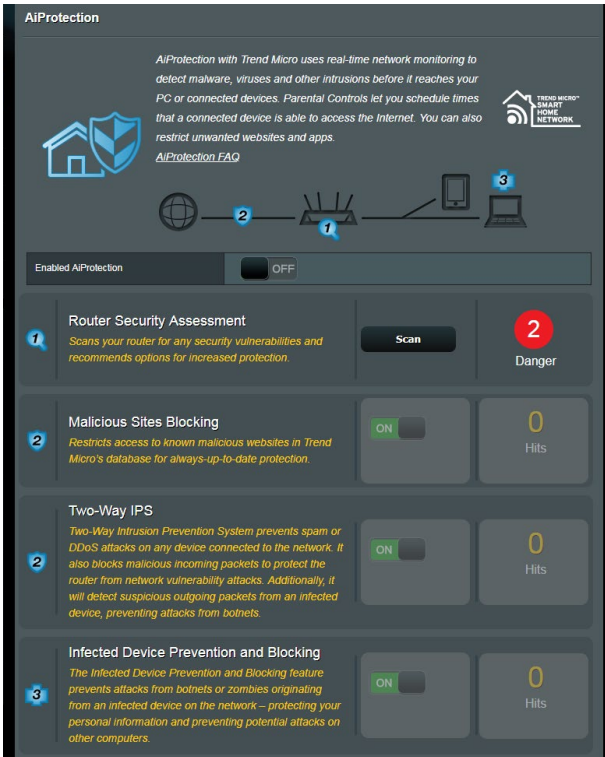 AiProtection
AiProtection with Trend Micro uses real-time network monitoring to
detect malware, viruses and other intrusions before it reaches your
PC or connected devices. Parental Controls let you schedule times
that a connected device is able to access the Internet. You can also
restrict unwanted websites and apps.
AiProtection FAQ
TREND MICRO™
SMART
HOME
NETWORK
3
2
1
Enabled AiProtection
OFF
1
Router Security Assessment
Scans your router for any security vulnerabilities and
recommends options for increased protection.
Scan
2
Danger
2
Malicious Sites Blocking
Restricts access to known malicious websites in Trend
Micro's database for always-up-to-date protection.
ON
0
Hits
2
Two-Way IPS
Two-Way Intrusion Prevention System prevents spam or
DDoS attacks on any device connected to the network. It
also blocks malicious incoming packets to protect the
router from network vulnerability attacks. Additionally, it
will detect suspicious outgoing packets from an infected
device, preventing attacks from botnets.
ON
0
Hits
3
Infected Device Prevention and Blocking
The Infected Device Prevention and Blocking feature
prevents attacks from botnets or zombies originating
from an infected device on the network – protecting your
personal information and preventing potential attacks on
other computers.
ON
0
Hits